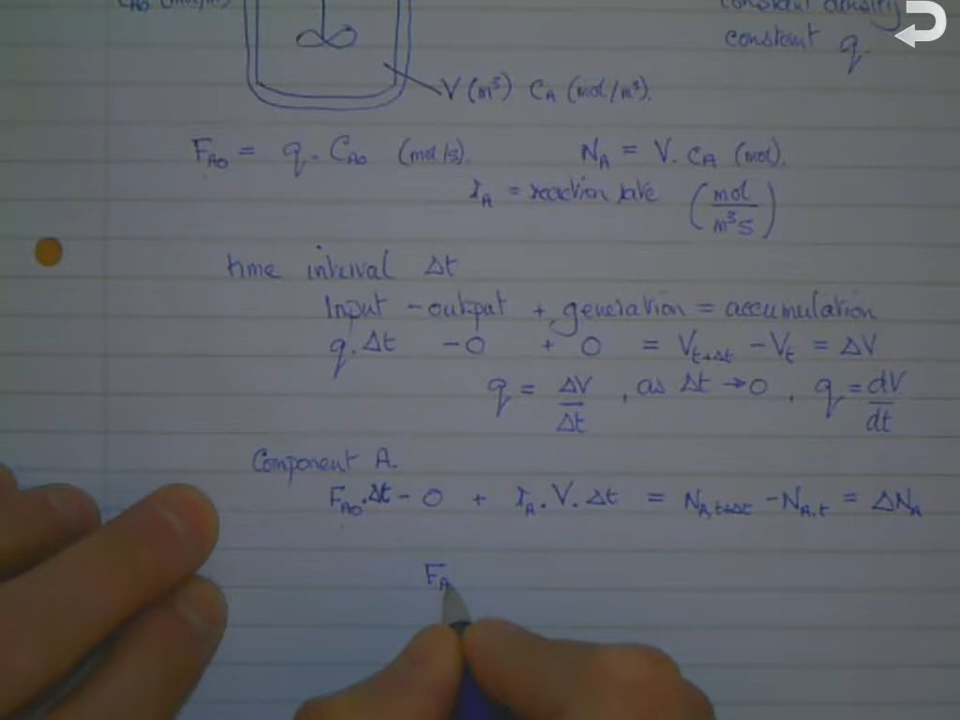 constant density
constant q
V (m³) C_A (mol/m³).
F_A0 = q. C_A0 (mol/s). N_A = V. C_A (mol).
r_A = reaction rate (mol/m³s)
time interval Δt
Input - output + generation = accumulation
q.Δt - 0 + 0 = V_t+Δt - V_t = ΔV
q = ΔV/Δt , as Δt → 0 , q = dV/dt
Component A.
F_A0.Δt - 0 + r_A. V. Δt = N_A,t+Δt - N_A,t = ΔN_A
F_A